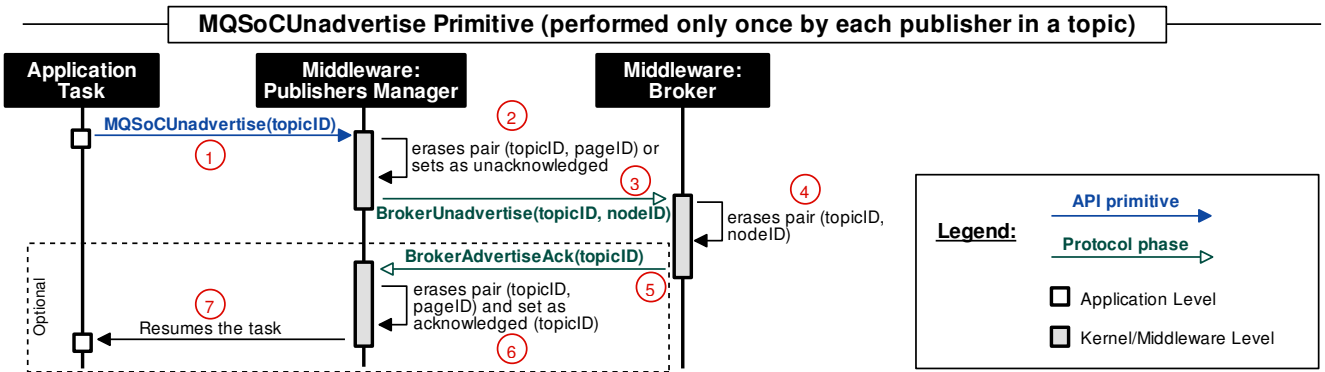 MQSoCUnadvertise Primitive (performed only once by each publisher in a topic)
Application
Task
Middleware:
Publishers Manager
Middleware:
Broker
MQSoCUnadvertise(topicID)
1
2
erases pair (topicID, pageID) or
sets as unacknowledged
3
BrokerUnadvertise(topicID, nodeID)
4
erases pair (topicID,
nodeID)
Optional
BrokerAdvertiseAck(topicID)
5
erases pair (topicID,
pageID) and set as
acknowledged (topicID)
6
7
Resumes the task
Legend:
API primitive
Protocol phase
Application Level
Kernel/Middleware Level